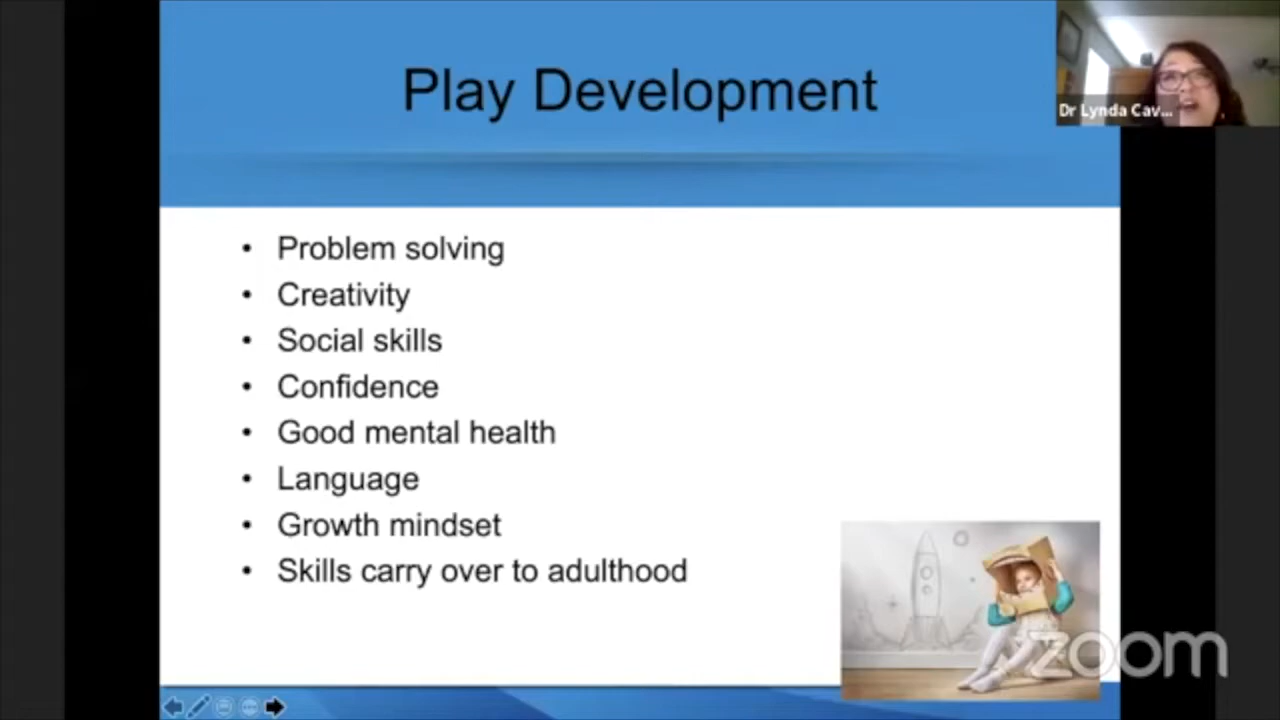 Play Development
Dr Lynda Cav...
• Problem solving
• Creativity
• Social skills
• Confidence
• Good mental health
• Language
• Growth mindset
• Skills carry over to adulthood
zoom